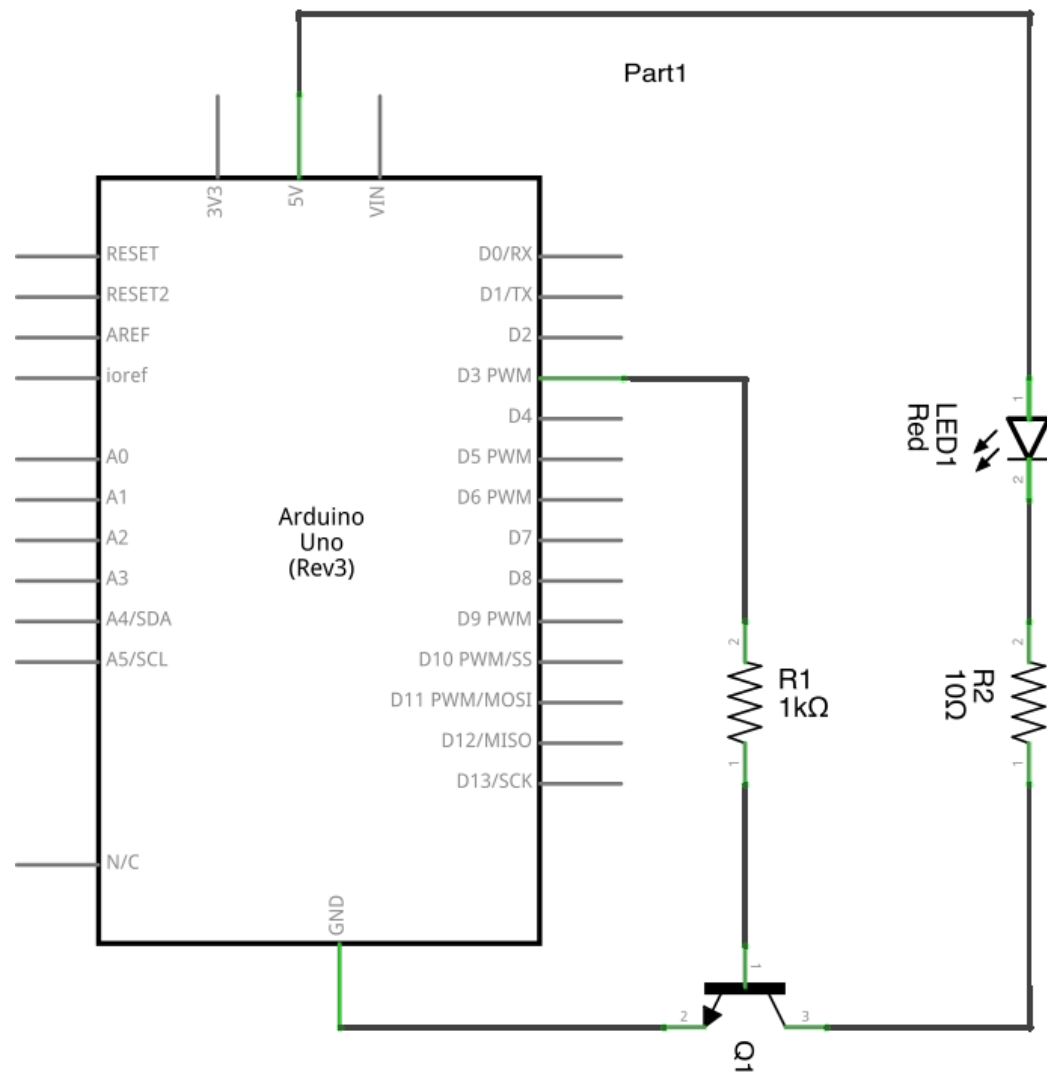 Part1
3V3
5V
VIN
RESET
RESET2
AREF
ioref
A0
A1
A2
A3
A4/SDA
A5/SCL
N/C
D0/RX
D1/TX
D2
D3 PWM
D4
D5 PWM
D6 PWM
D7
D8
D9 PWM
D10 PWM/SS
D11 PWM/MOSI
D12/MISO
D13/SCK
Arduino
Uno
(Rev3)
GND
1
LED1
Red
2
2
R1
1kΩ
1
2
R2
10Ω
1
1
2
3
Q1